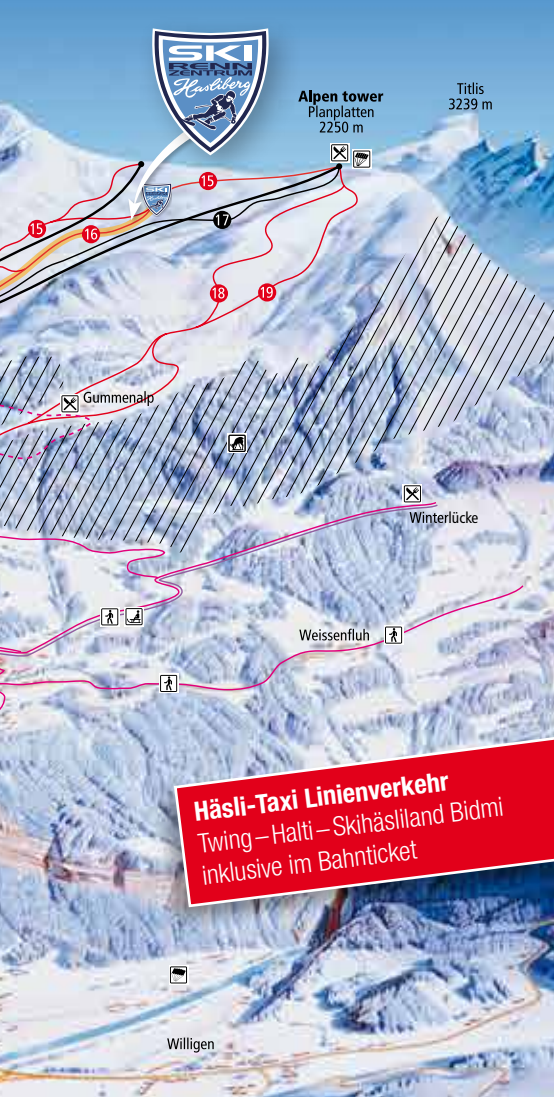 SKI
RENN
ZENTRUM
Hasliberg
Alpen tower
Planplatten
2250 m
Titlis
3239 m
15
SKI
15
16
17
18
19
Gummenalp
Winterlücke
Weissenfluh
Häsli-Taxi Linienverkehr
Twing – Halti – Skihäsliland Bidmi
inklusive im Bahnticket
Willigen